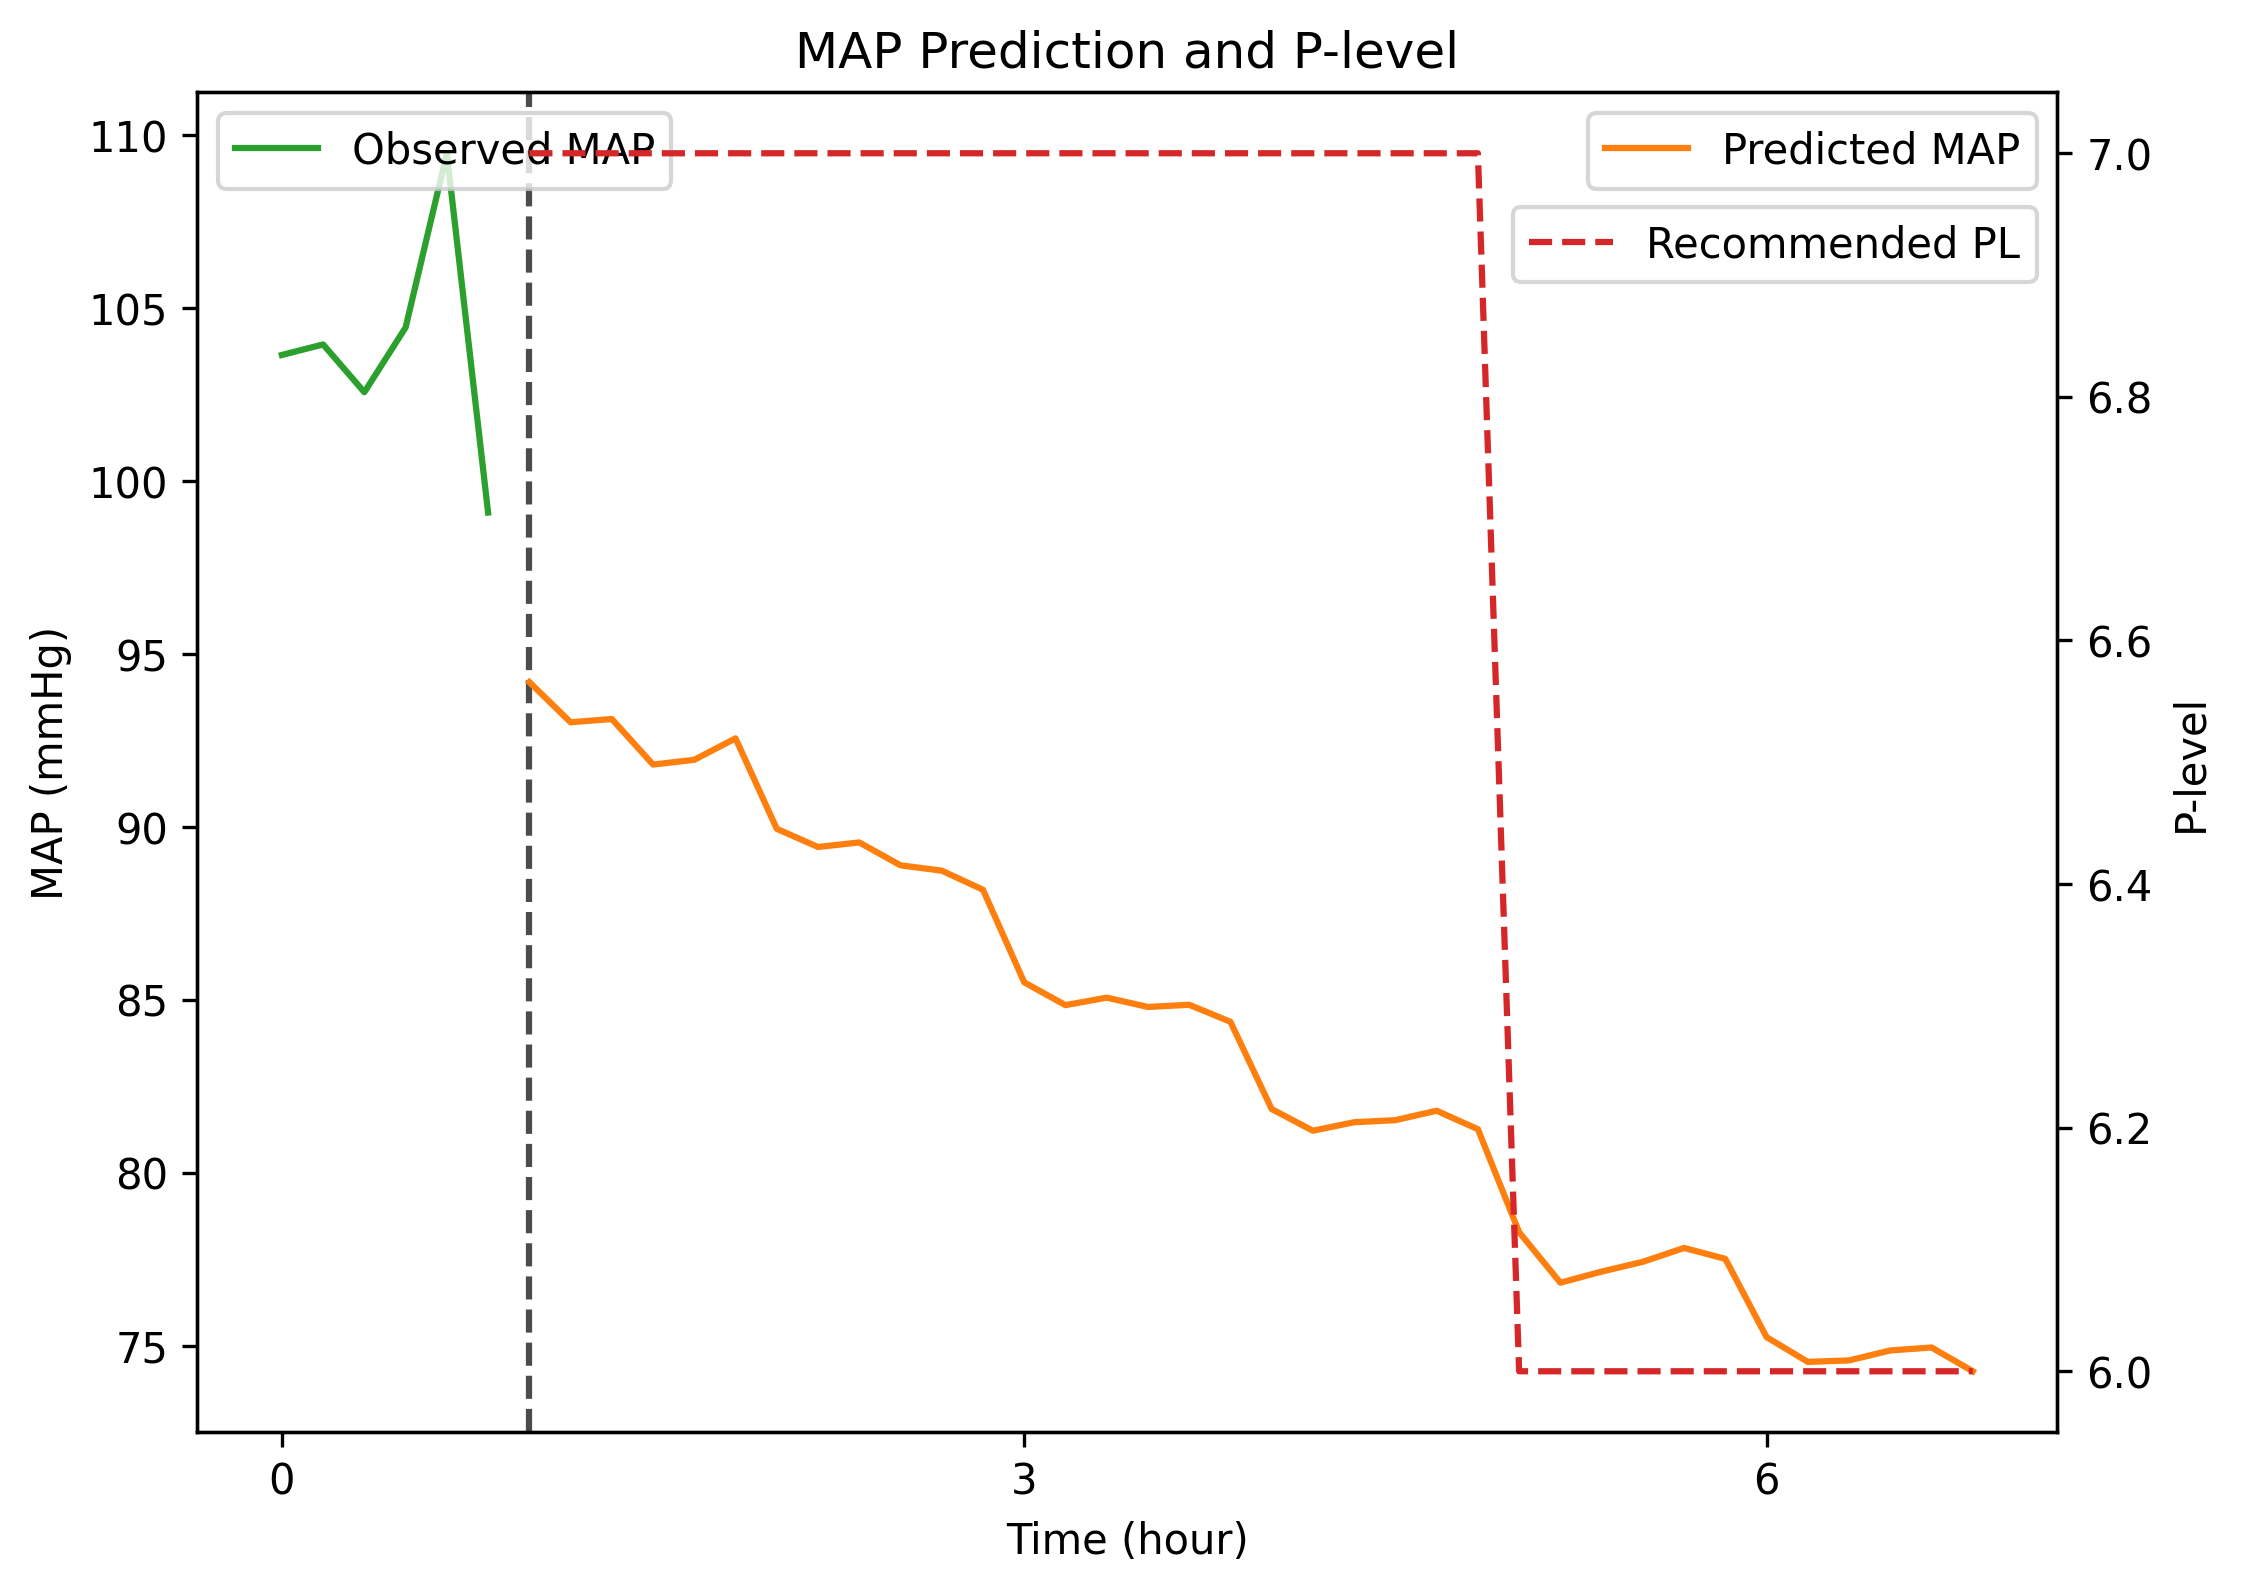 MAP Prediction and P-level
Observed MAP
Predicted MAP
Recommended PL
110
105
100
95
90
85
80
75
MAP (mmHg)
7.0
6.8
6.6
6.4
6.2
6.0
P-level
0
3
6
Time (hour)